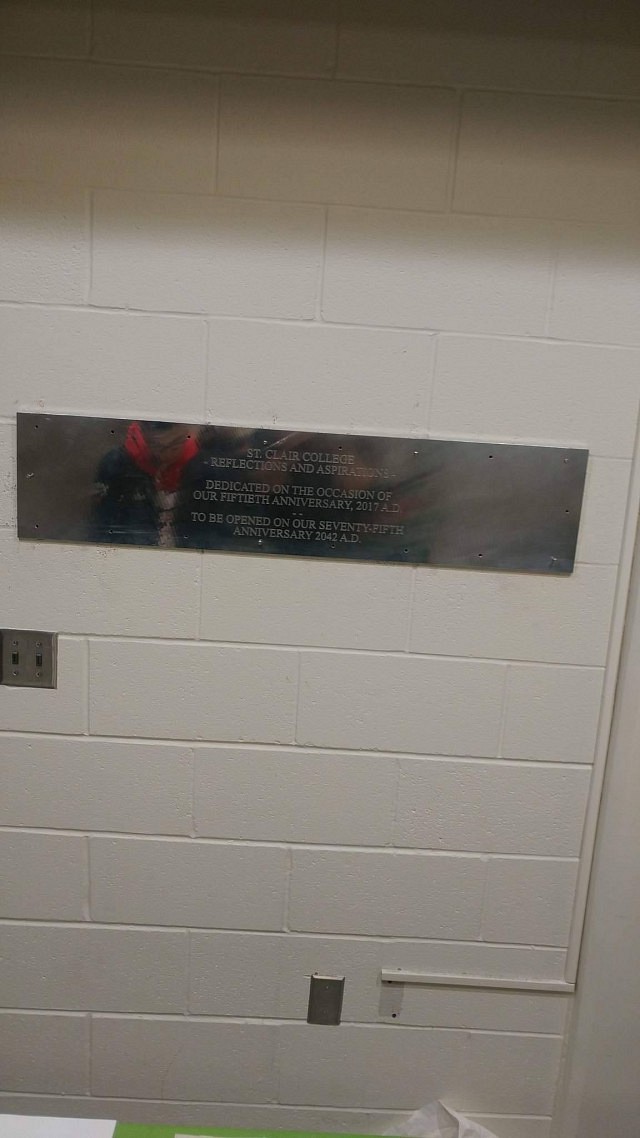 ST. CLAIR COLLEGE
- REFLECTIONS AND ASPIRATIONS -
DEDICATED ON THE OCCASION OF
OUR FIFTIETH ANNIVERSARY, 2017 A.D.
- -
TO BE OPENED ON OUR SEVENTY-FIFTH
ANNIVERSARY 2042 A.D.